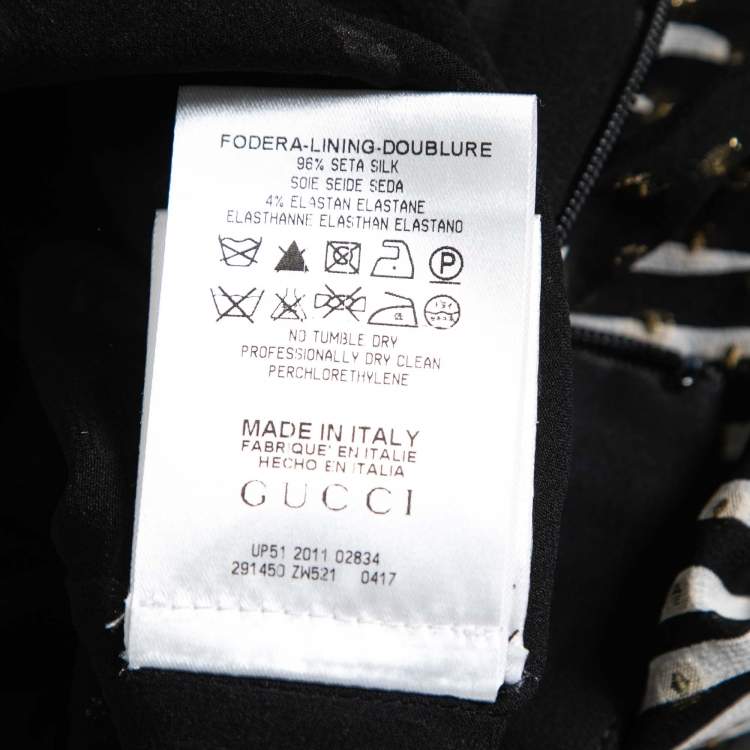 FODERA-LINING-DOUBLURE
96% SETA SILK
SOIE SEIDE SEDA
4% ELASTAN ELASTANE
ELASTHANNE ELASTHAN ELASTANO
P
NO TUMBLE DRY
PROFESSIONALLY DRY CLEAN
PERCHLORETHYLENE
MADE IN ITALY
FABRIQUE' EN ITALIE
HECHO EN ITALIA
GUCCI
UP51 2011 02834
291450 ZW521 0417